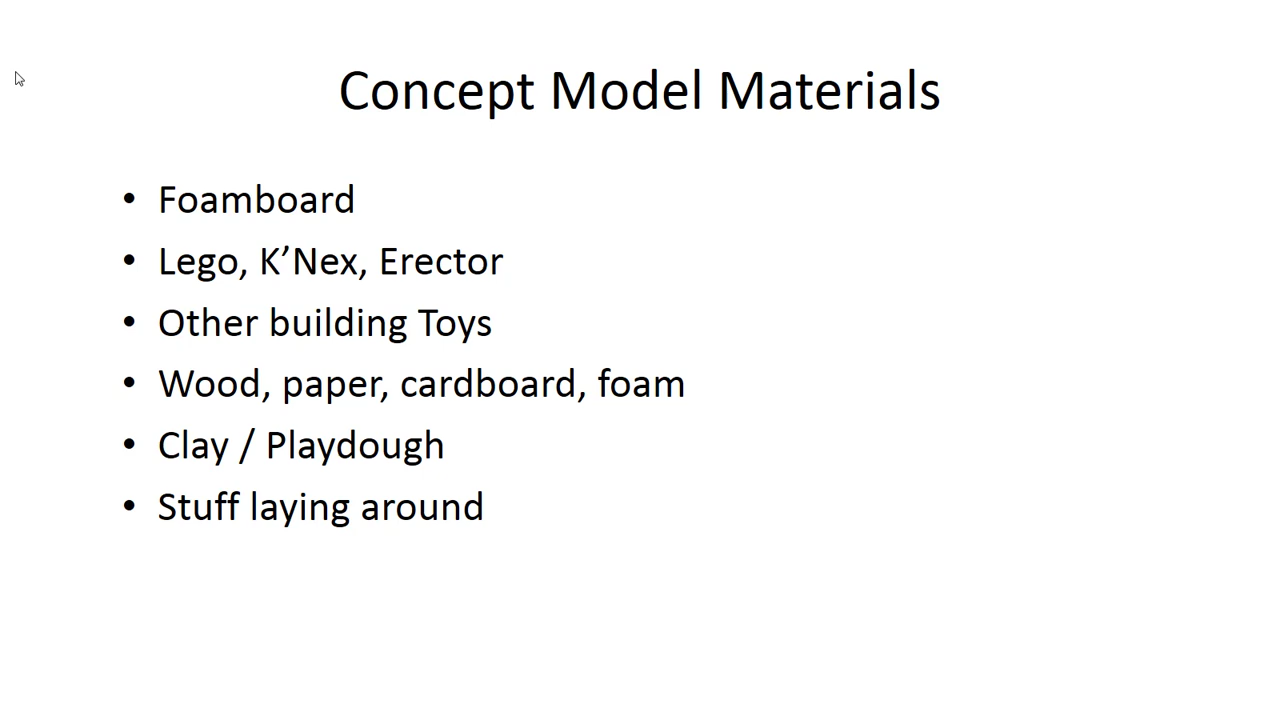 Concept Model Materials
• Foamboard
• Lego, K’Nex, Erector
• Other building Toys
• Wood, paper, cardboard, foam
• Clay / Playdough
• Stuff laying around